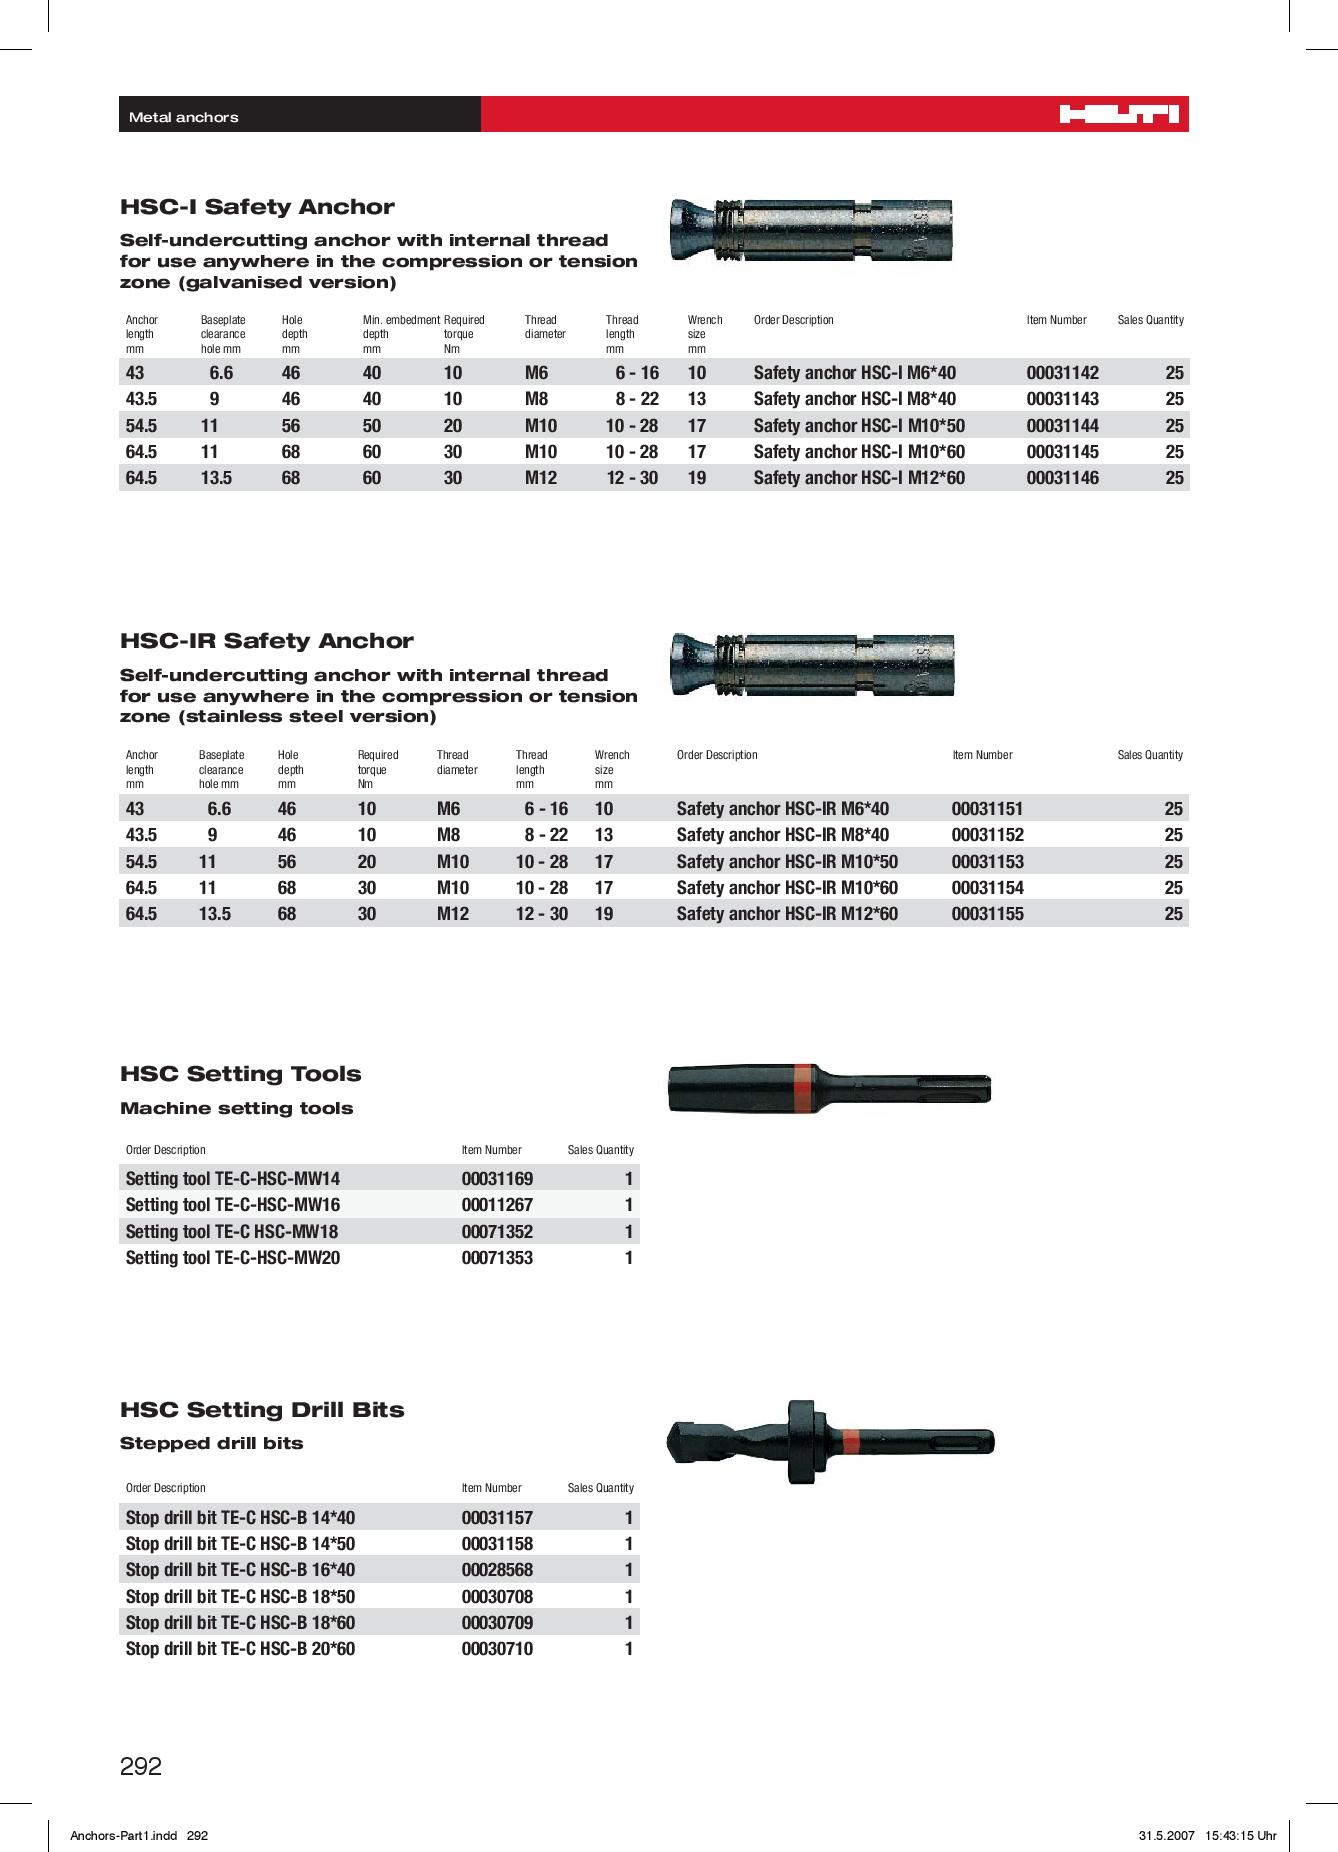 Metal anchors
HILTI
HSC-I Safety Anchor
Self-undercutting anchor with internal thread
for use anywhere in the compression or tension
zone (galvanised version)
Anchor Baseplate Hole Min. embedment Required Thread Thread Wrench Order Description Item Number Sales Quantity
length clearance depth depth torque diameter length size
mm hole mm mm mm Nm mm mm
43 6.6 46 40 10 M6 6 - 16 10 Safety anchor HSC-I M6*40 00031142 25
43.5 9 46 40 10 M8 8 - 22 13 Safety anchor HSC-I M8*40 00031143 25
54.5 11 56 50 20 M10 10 - 28 17 Safety anchor HSC-I M10*50 00031144 25
64.5 11 68 60 30 M10 10 - 28 17 Safety anchor HSC-I M10*60 00031145 25
64.5 13.5 68 60 30 M12 12 - 30 19 Safety anchor HSC-I M12*60 00031146 25
HSC-IR Safety Anchor
Self-undercutting anchor with internal thread
for use anywhere in the compression or tension
zone (stainless steel version)
Anchor Baseplate Hole Required Thread Thread Wrench Order Description Item Number Sales Quantity
length clearance depth torque diameter length size
mm hole mm mm Nm mm mm
43 6.6 46 10 M6 6 - 16 10 Safety anchor HSC-IR M6*40 00031151 25
43.5 9 46 10 M8 8 - 22 13 Safety anchor HSC-IR M8*40 00031152 25
54.5 11 56 20 M10 10 - 28 17 Safety anchor HSC-IR M10*50 00031153 25
64.5 11 68 30 M10 10 - 28 17 Safety anchor HSC-IR M10*60 00031154 25
64.5 13.5 68 30 M12 12 - 30 19 Safety anchor HSC-IR M12*60 00031155 25
HSC Setting Tools
Machine setting tools
Order Description Item Number Sales Quantity
Setting tool TE-C-HSC-MW14 00031169 1
Setting tool TE-C-HSC-MW16 00011267 1
Setting tool TE-C HSC-MW18 00071352 1
Setting tool TE-C-HSC-MW20 00071353 1
HSC Setting Drill Bits
Stepped drill bits
Order Description Item Number Sales Quantity
Stop drill bit TE-C HSC-B 14*40 00031157 1
Stop drill bit TE-C HSC-B 14*50 00031158 1
Stop drill bit TE-C HSC-B 16*40 00028568 1
Stop drill bit TE-C HSC-B 18*50 00030708 1
Stop drill bit TE-C HSC-B 18*60 00030709 1
Stop drill bit TE-C HSC-B 20*60 00030710 1
292
Anchors-Part1.indd 292 31.5.2007 15:43:15 Uhr